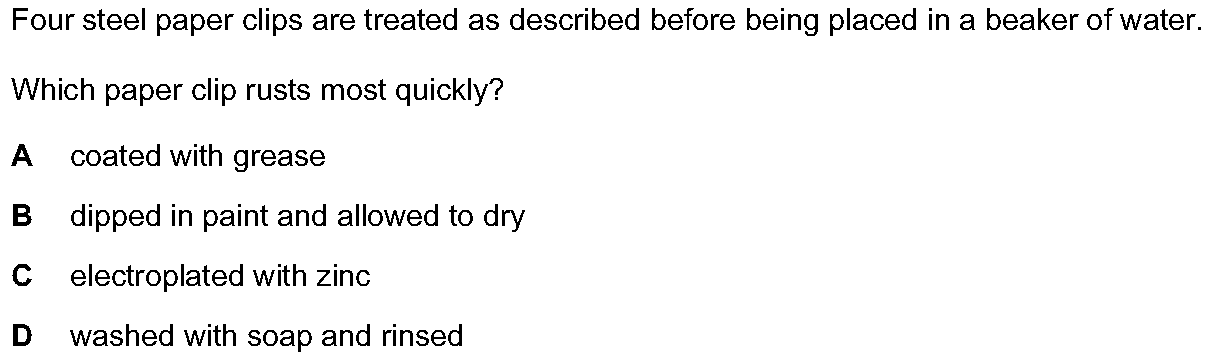 Four steel paper clips are treated as described before being placed in a beaker of water.
Which paper clip rusts most quickly?
A coated with grease
B dipped in paint and allowed to dry
C electroplated with zinc
D washed with soap and rinsed